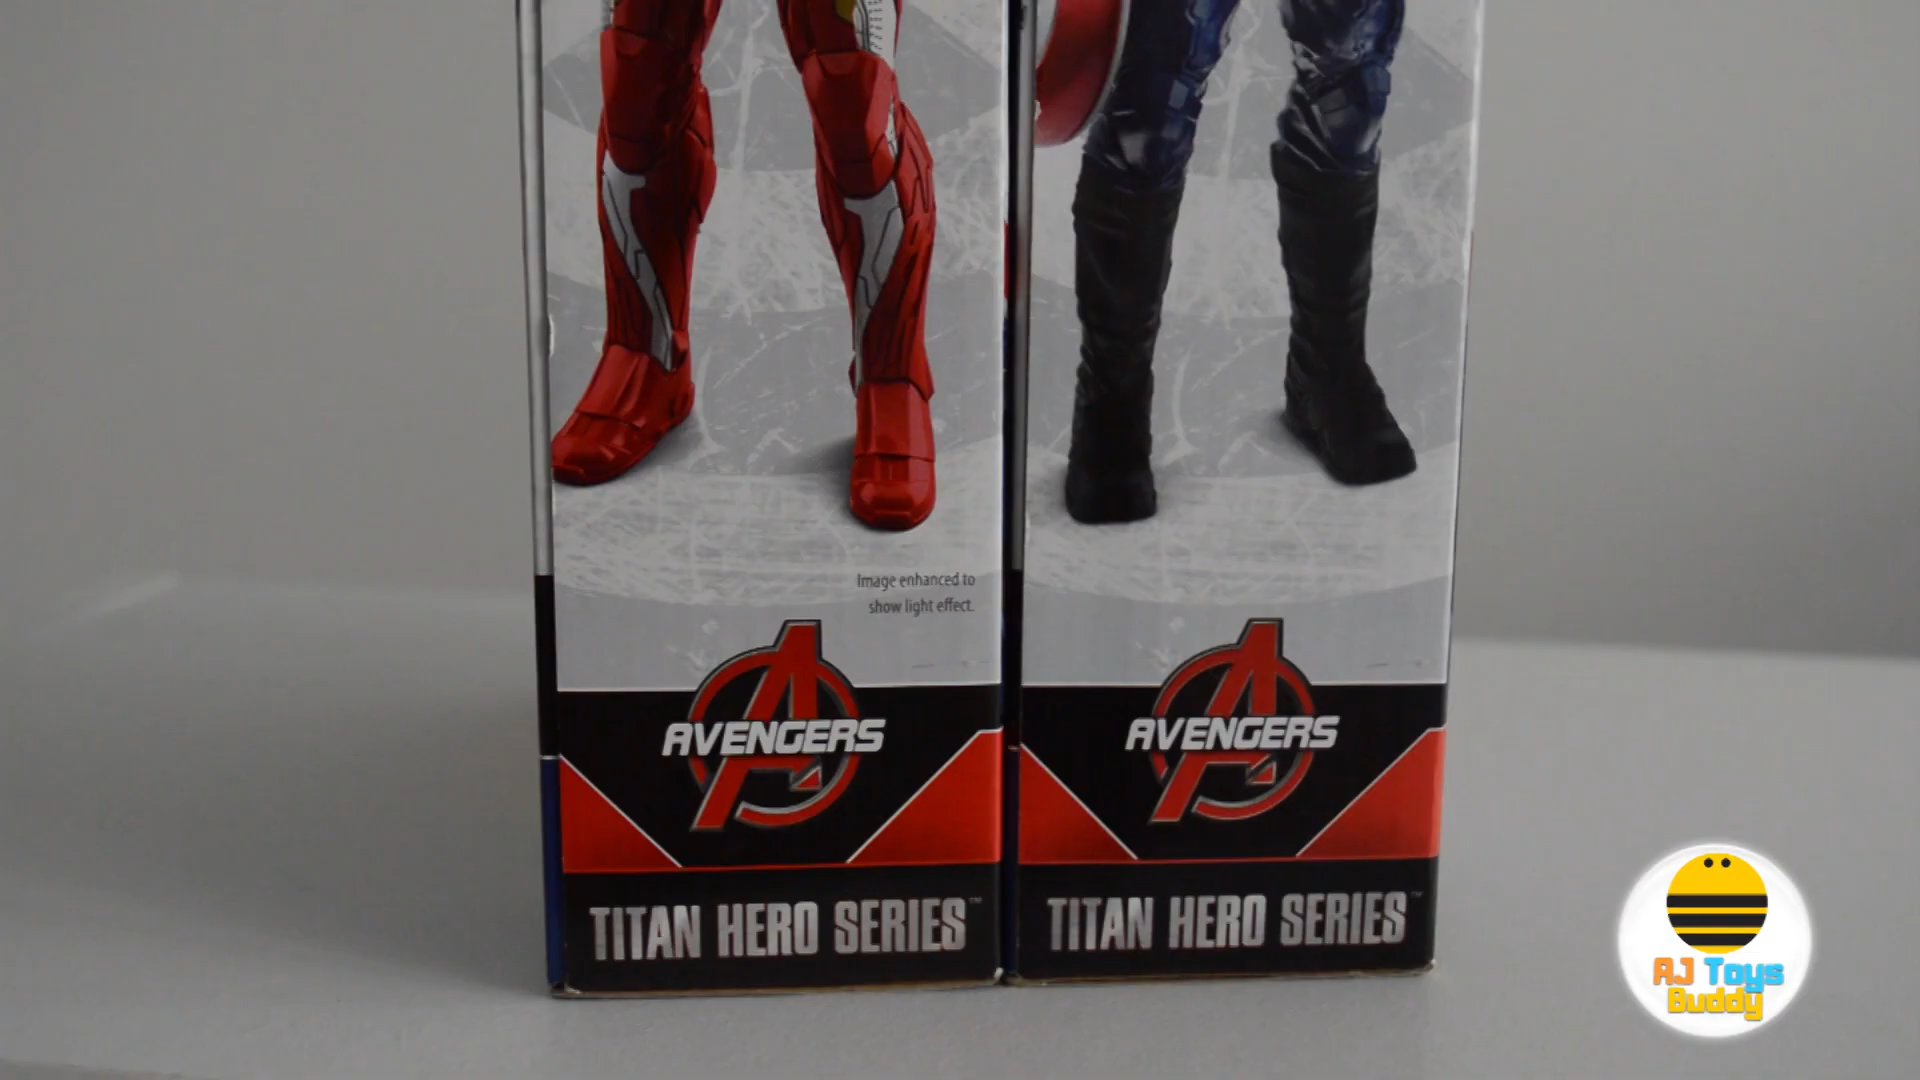 Image enhanced to
show light effect.
AVENGERS
TITAN HERO SERIES™
AVENGERS
TITAN HERO SERIES™
AJ Toys
Buddy